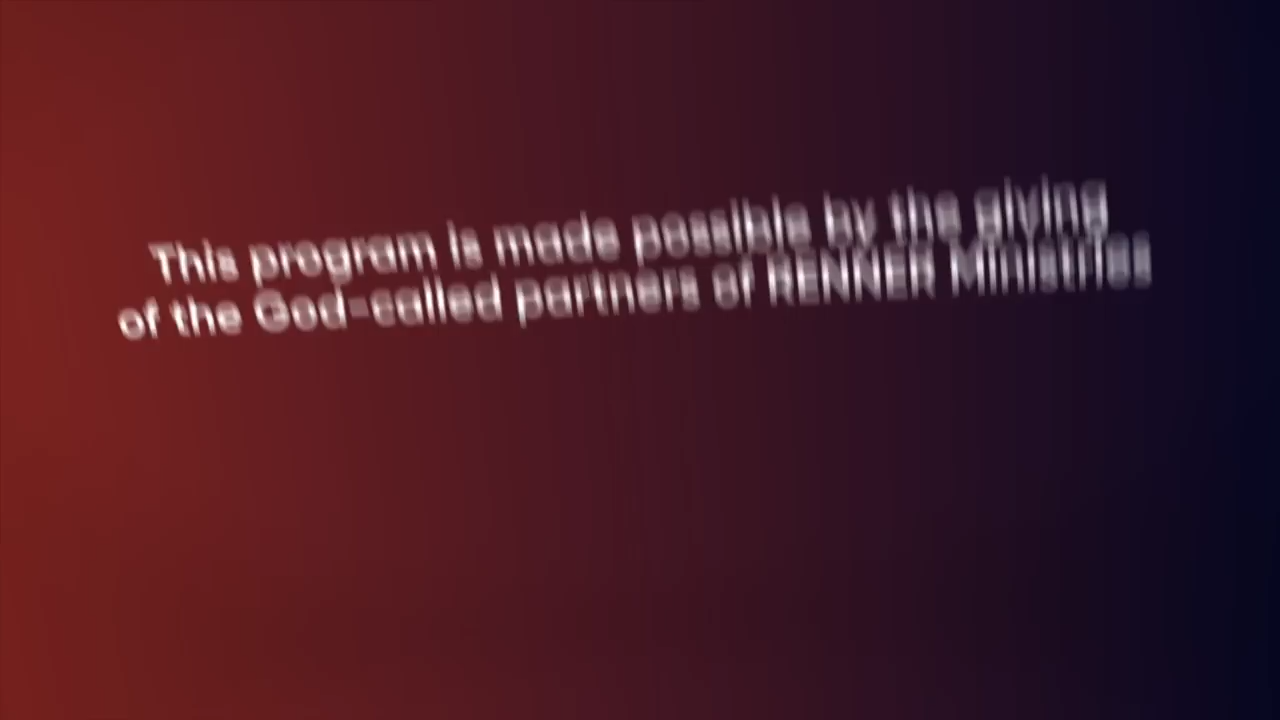 This program is made possible by the giving
of the God-called partners of RENNER Ministries